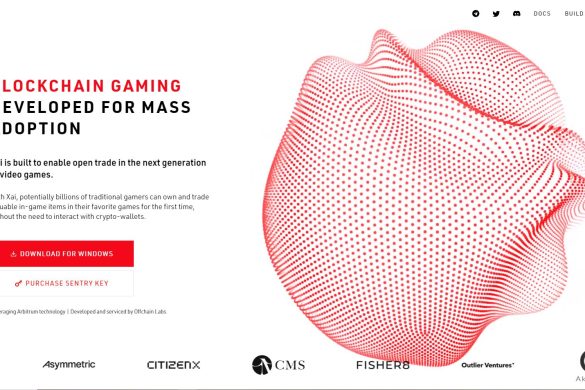 DOCS BUILD
LOCKCHAIN GAMING
EVELOPED FOR MASS
DOPTION
i is built to enable open trade in the next generation
video games.
h Xai, potentially billions of traditional gamers can own and trade
uable in-game items in their favorite games for the first time,
hout the need to interact with crypto-wallets.
DOWNLOAD FOR WINDOWS
PURCHASE SENTRY KEY
eraging Arbitrum technology | Developed and serviced by Offchain Labs
Asymmetric CITIZENX CMS FISHER8 Outlier Ventures